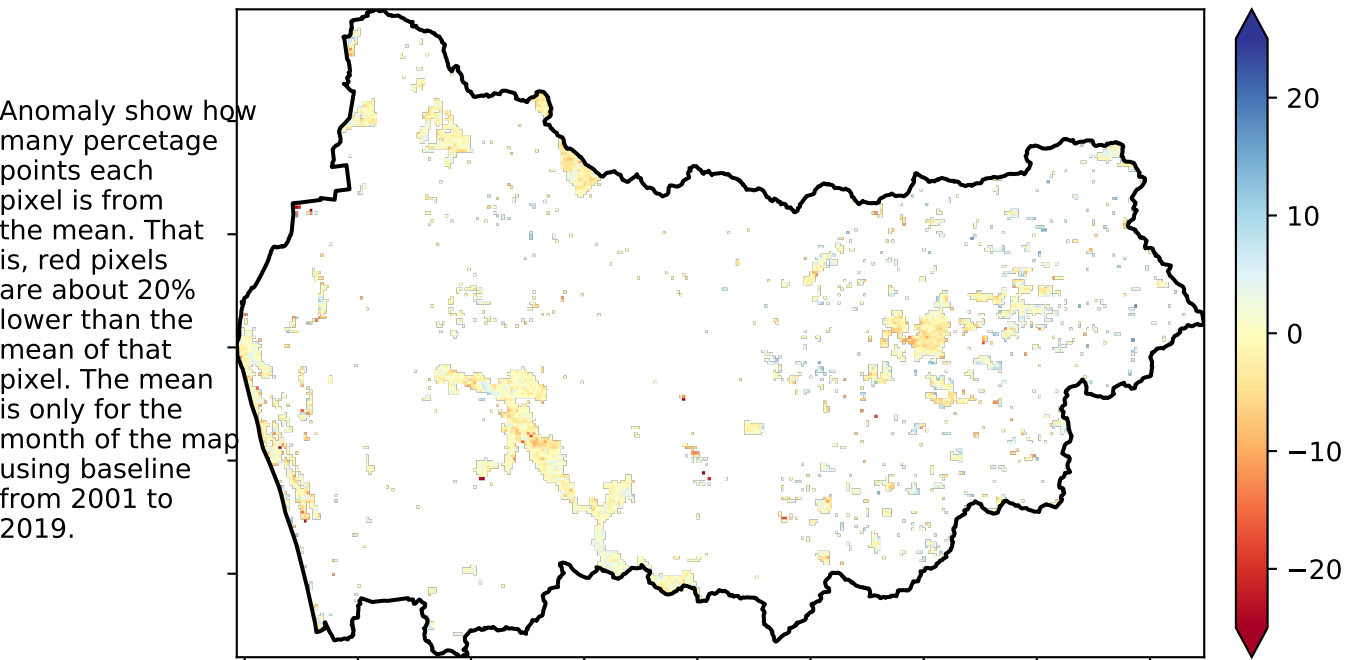 Anomaly show how
many percetage
points each
pixel is from
the mean. That
is, red pixels
are about 20%
lower than the
mean of that
pixel. The mean
is only for the
month of the map
using baseline
from 2001 to
2019.
20
10
0
−10
−20